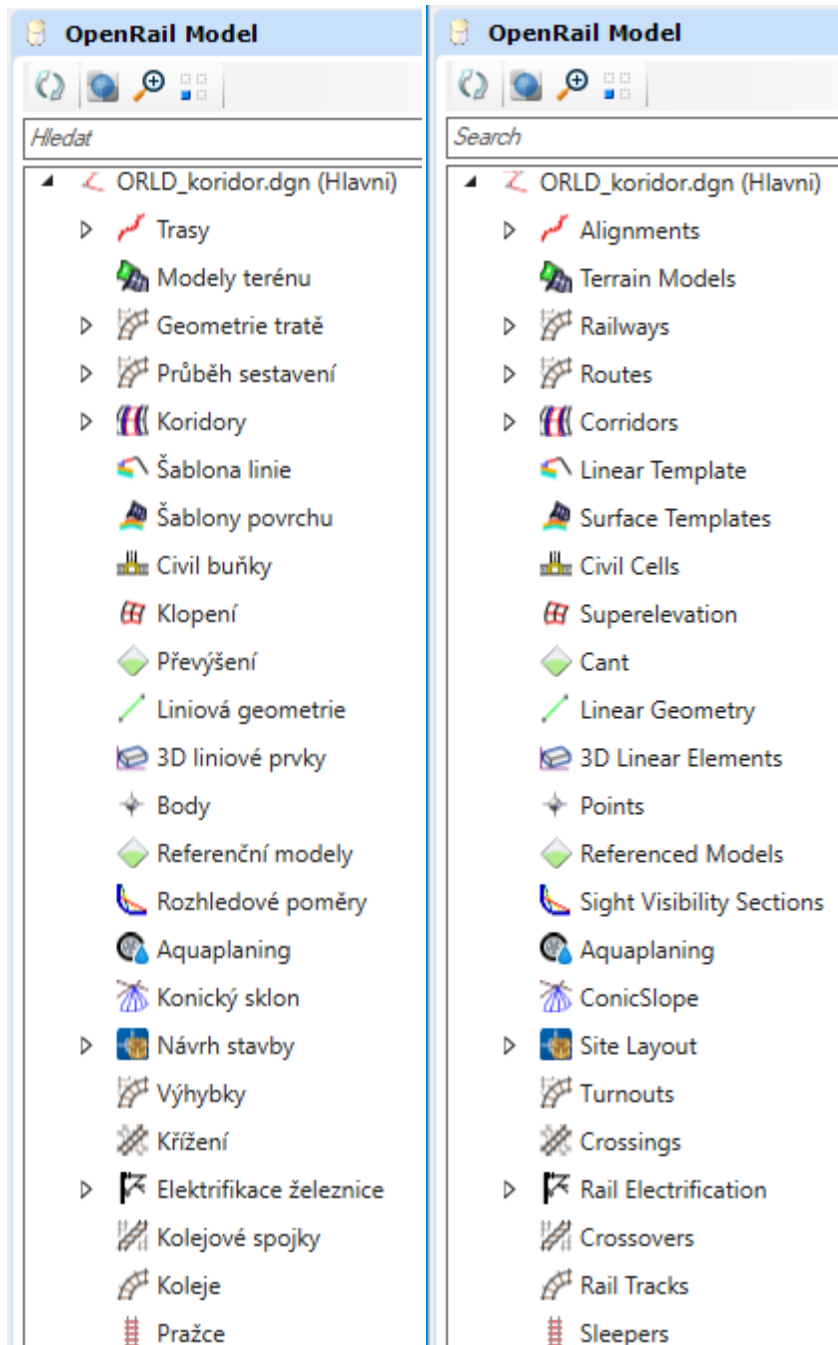 OpenRail Model
Hledat
ORLD_koridor.dgn (Hlavni)
Trasy
Modely terénu
Geometrie tratě
Průběh sestavení
Koridory
Šablona linie
Šablony povrchu
Civil buňky
Klopení
Převýšení
Liniová geometrie
3D liniové prvky
Body
Referenční modely
Rozhledové poměry
Aquaplaning
Konický sklon
Návrh stavby
Výhybky
Křížení
Elektrifikace železnice
Kolejové spojky
Koleje
Pražce
OpenRail Model
Search
ORLD_koridor.dgn (Hlavni)
Alignments
Terrain Models
Railways
Routes
Corridors
Linear Template
Surface Templates
Civil Cells
Superelevation
Cant
Linear Geometry
3D Linear Elements
Points
Referenced Models
Sight Visibility Sections
Aquaplaning
ConicSlope
Site Layout
Turnouts
Crossings
Rail Electrification
Crossovers
Rail Tracks
Sleepers